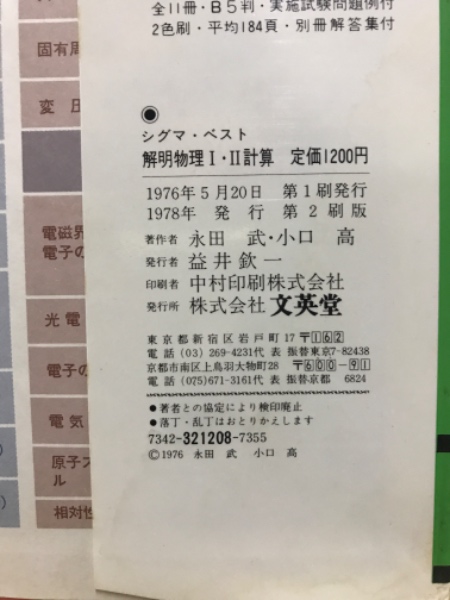 全11冊・B5判・実施試験問題例付
2色刷・平均184頁・別冊解答集付
固有周
変 圧
電磁界
電子の
光 電
電子の
電 気
原子ス
ル
相対性
シグマ・ベスト
解明物理Ⅰ・Ⅱ計算 定価1200円
1976年5月20日 第1刷発行
1978年 発 行 第2刷版
著作者 永田 武・小口 高
発行者 益井欽一
印刷者 中村印刷株式会社
発行所 株式会社 文英堂
東京都新宿区岩戸町17 〒162
電話 (03) 269-4231代 表 振替東京7-82438
京都市南区上鳥羽大物町28 〒600-91
電話 (075) 671-3161代 表 振替京都 6824
●著者との協定により検印廃止
●落丁・乱丁はおとりかえします
7342-321208-7355
©1976 永田 武 小口 高